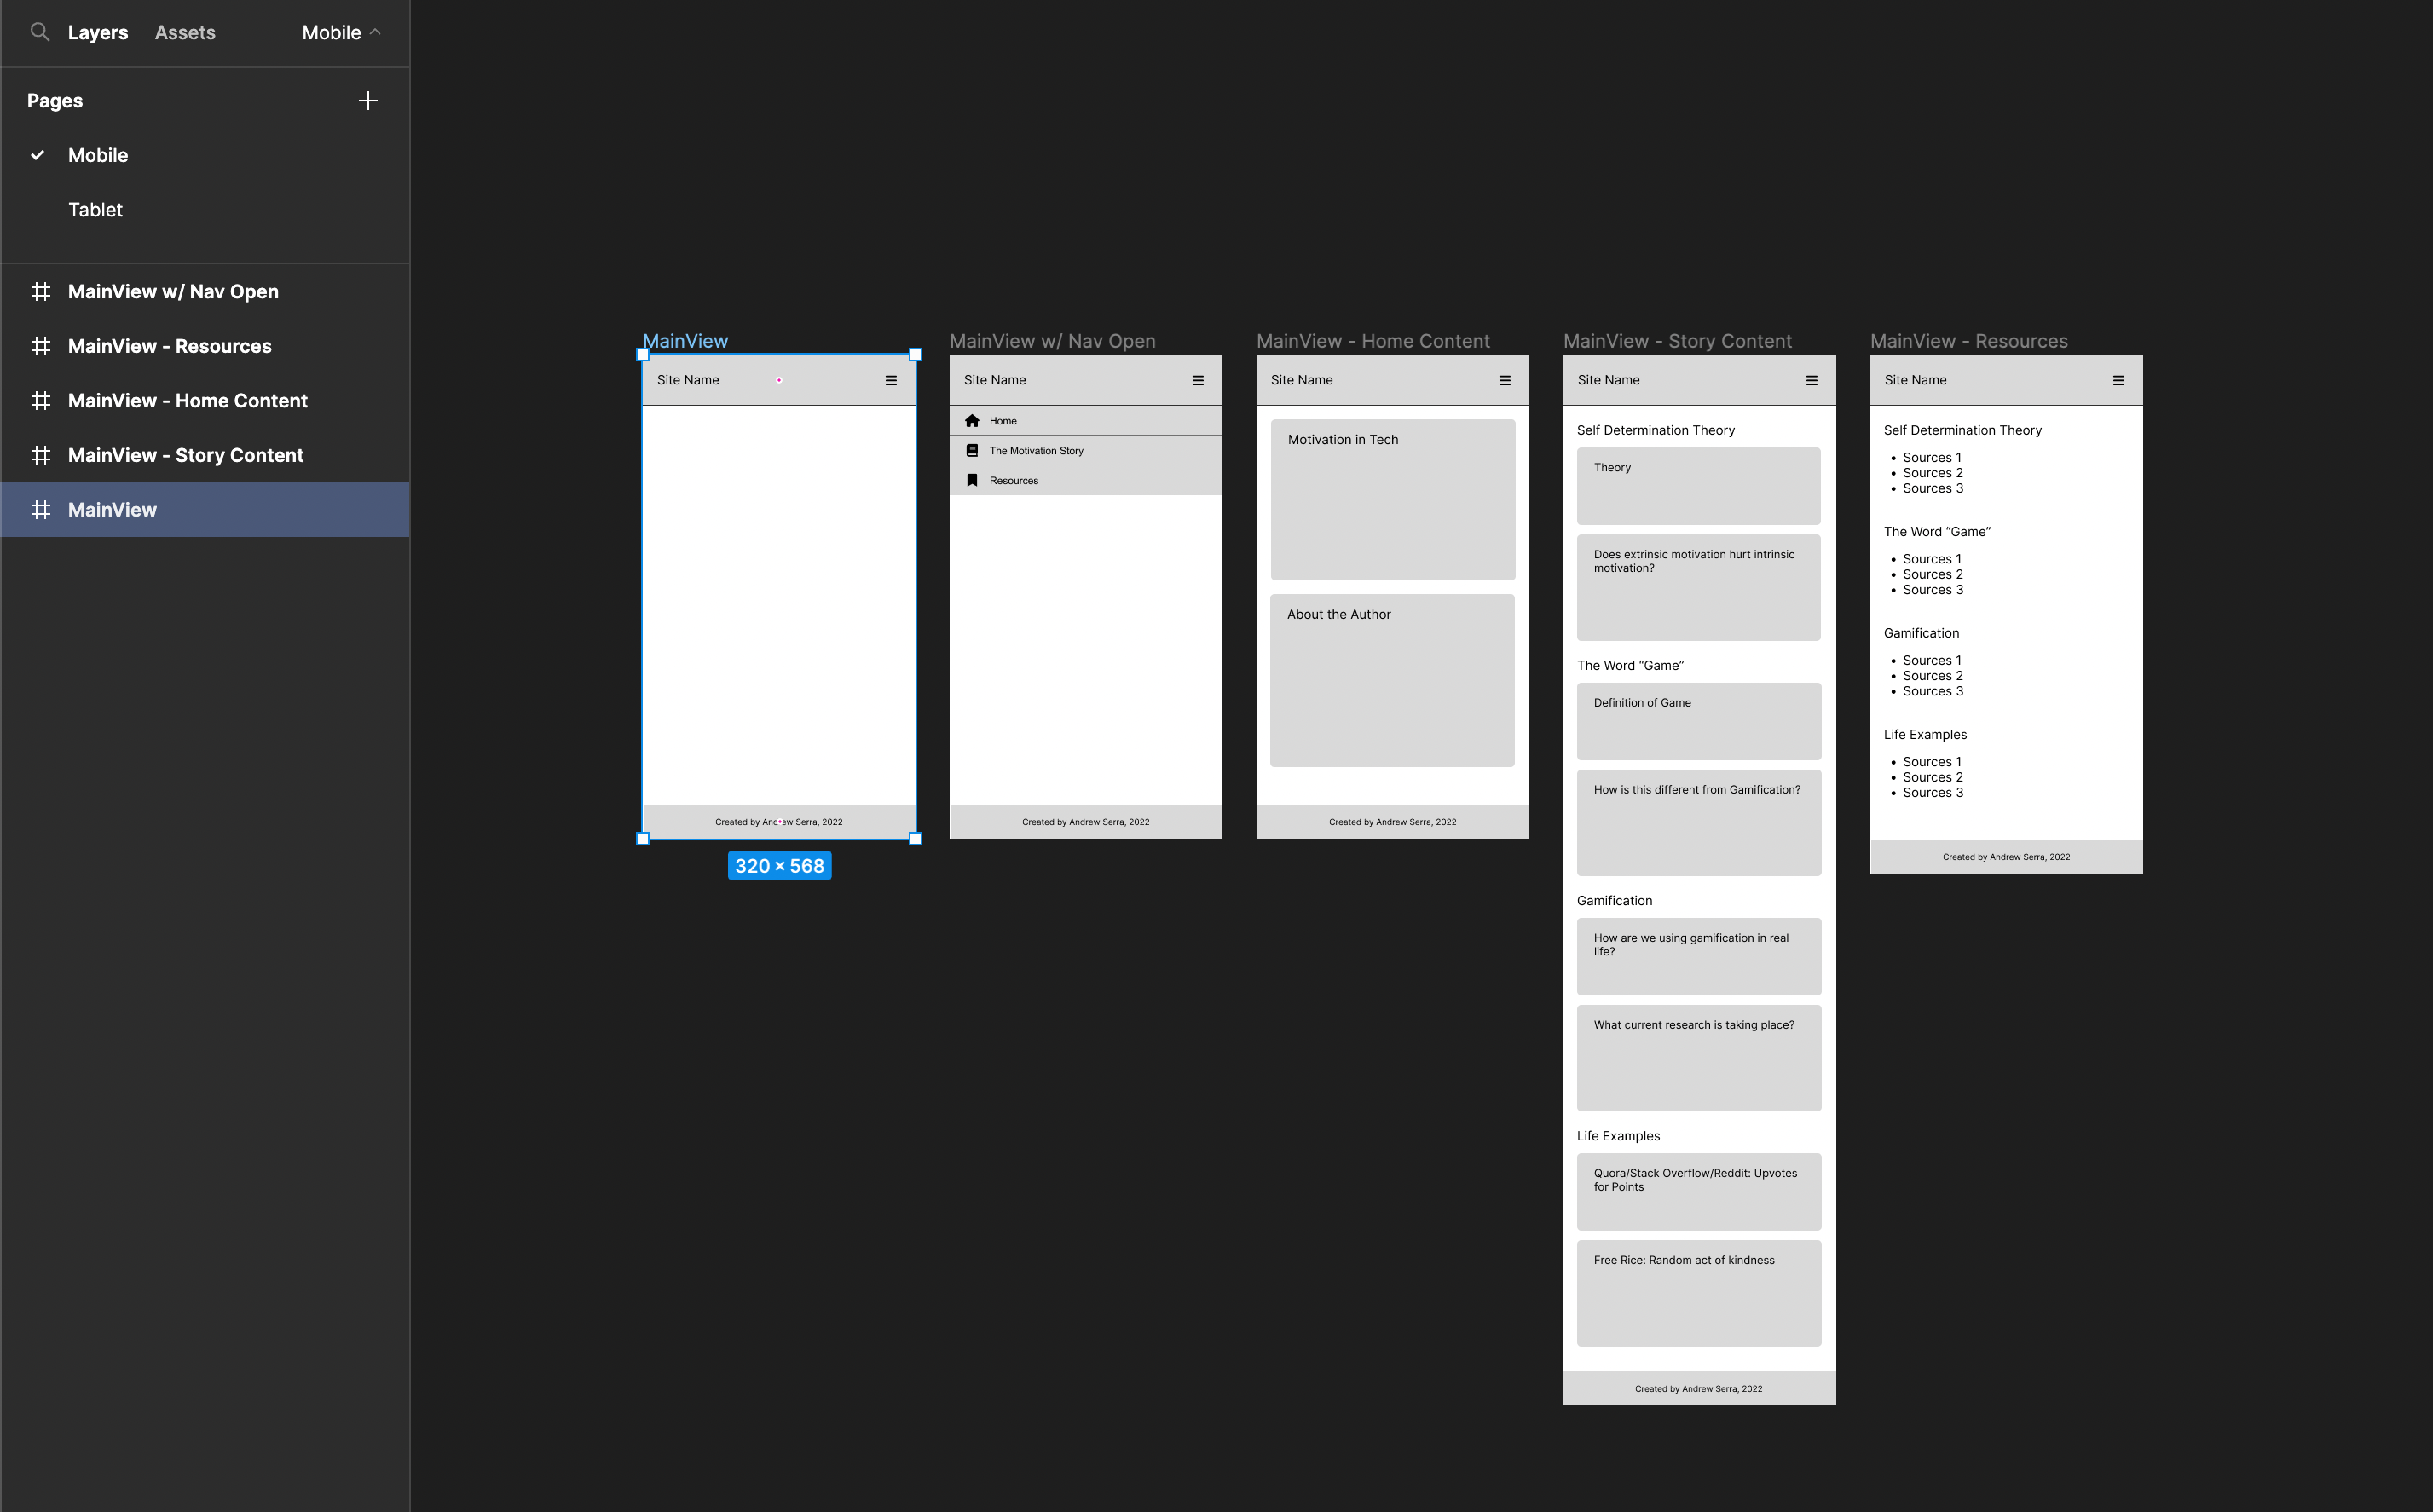 Layers Assets Mobile
Pages
Mobile
Tablet
MainView w/ Nav Open
MainView - Resources
MainView - Home Content
MainView - Story Content
MainView
MainView
Site Name
Created by Andrew Serra, 2022
320 × 568
MainView w/ Nav Open
Site Name
Home
The Motivation Story
Resources
Created by Andrew Serra, 2022
MainView - Home Content
Site Name
Motivation in Tech
About the Author
Created by Andrew Serra, 2022
MainView - Story Content
Site Name
Self Determination Theory
Theory
Does extrinsic motivation hurt intrinsic
motivation?
The Word “Game”
Definition of Game
How is this different from Gamification?
Gamification
How are we using gamification in real
life?
What current research is taking place?
Life Examples
Quora/Stack Overflow/Reddit: Upvotes
for Points
Free Rice: Random act of kindness
Created by Andrew Serra, 2022
MainView - Resources
Site Name
Self Determination Theory
• Sources 1
• Sources 2
• Sources 3
The Word “Game”
• Sources 1
• Sources 2
• Sources 3
Gamification
• Sources 1
• Sources 2
• Sources 3
Life Examples
• Sources 1
• Sources 2
• Sources 3
Created by Andrew Serra, 2022